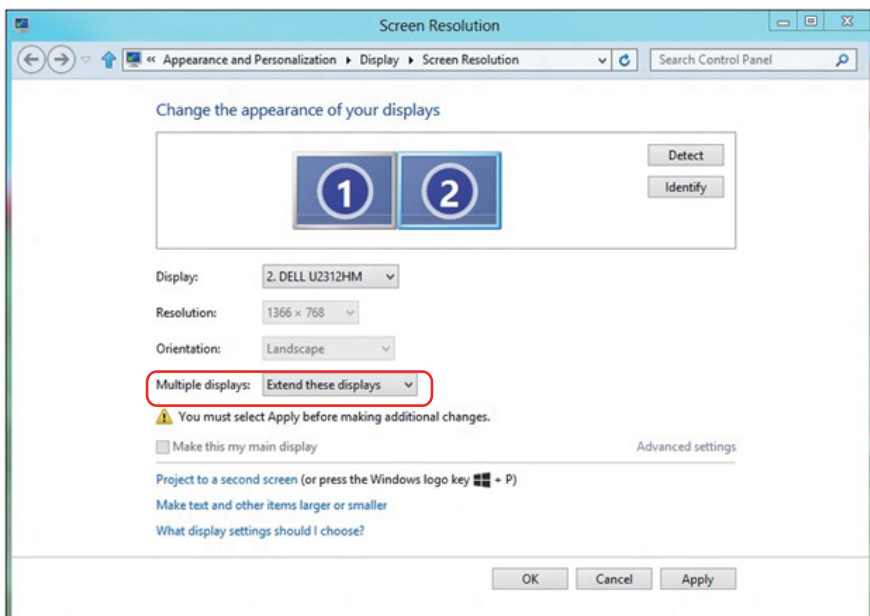 Screen Resolution
« Appearance and Personalization ▸ Display ▸ Screen Resolution
Search Control Panel
Change the appearance of your displays
1 2
Detect
Identify
Display: 2. DELL U2312HM
Resolution: 1366 × 768
Orientation: Landscape
Multiple displays: Extend these displays
You must select Apply before making additional changes.
Make this my main display
Advanced settings
Project to a second screen (or press the Windows logo key + P)
Make text and other items larger or smaller
What display settings should I choose?
OK Cancel Apply